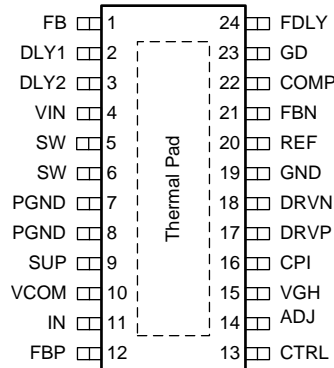 FB 1 24 FDLY
DLY1 2 23 GD
DLY2 3 22 COMP
VIN 4 21 FBN
SW 5 20 REF
SW 6 19 GND
PGND 7 18 DRVN
PGND 8 17 DRVP
SUP 9 16 CPI
VCOM 10 15 VGH
IN 11 14 ADJ
FBP 12 13 CTRL
Thermal Pad